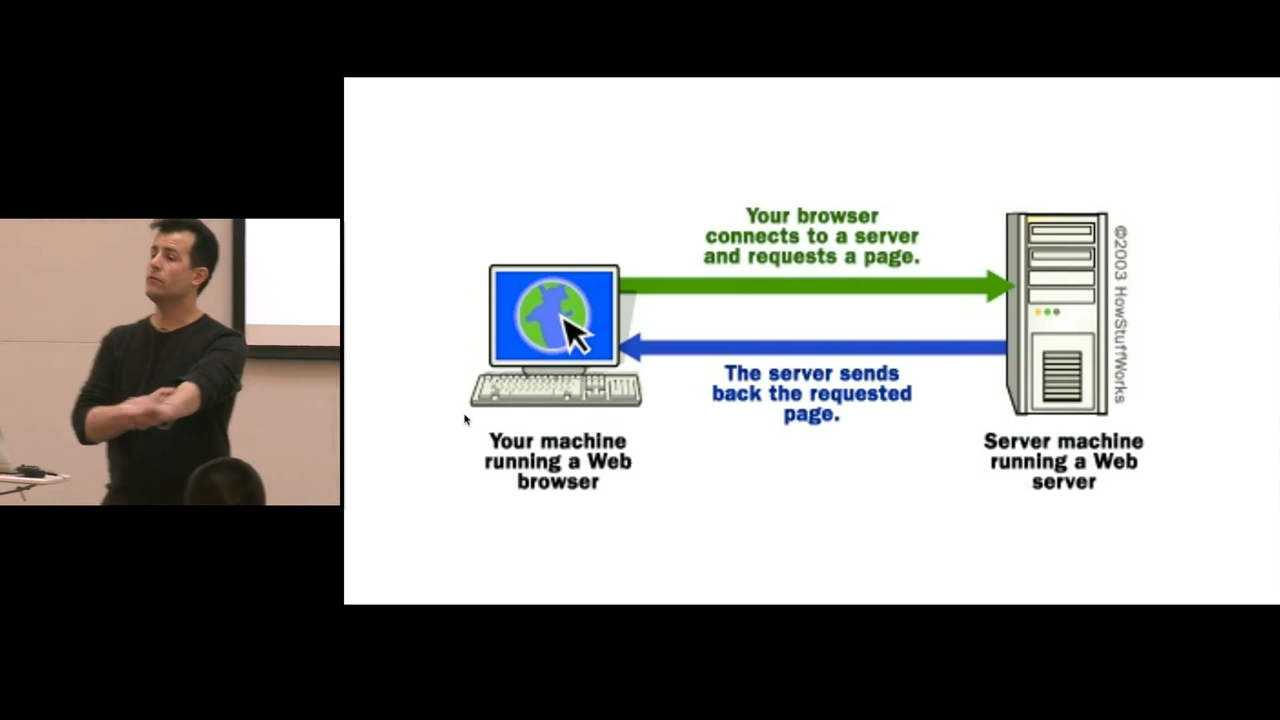 Your browser
connects to a server
and requests a page.
The server sends
back the requested
page.
Your machine
running a Web
browser
Server machine
running a Web
server
©2003 HowStuffWorks